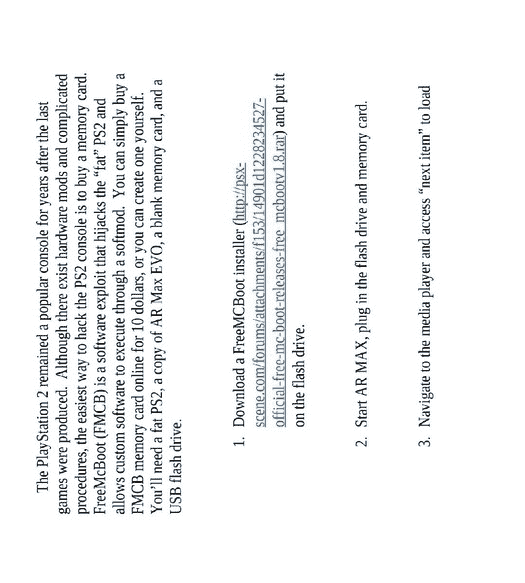 The PlayStation 2 remained a popular console for years after the last
games were produced. Although there exist hardware mods and complicated
procedures, the easiest way to hack the PS2 console is to buy a memory card.
FreeMcBoot (FMCB) is a software exploit that hijacks the “fat” PS2 and
allows custom software to execute through a softmod. You can simply buy a
FMCB memory card online for 10 dollars, or you can create one yourself.
You’ll need a fat PS2, a copy of AR Max EVO, a blank memory card, and a
USB flash drive.
1. Download a FreeMCBoot installer (http://psx-
scene.com/forums/attachments/f153/14901d1228234527-
official-free-mc-boot-releases-free_mcbootv1.8.rar) and put it
on the flash drive.
2. Start AR MAX, plug in the flash drive and memory card.
3. Navigate to the media player and access “next item” to load